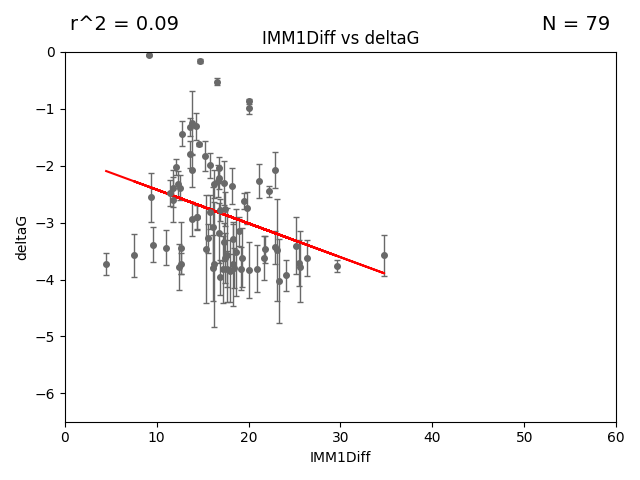 r^2 = 0.09
N = 79
IMM1Diff vs deltaG
0
−1
−2
−3
−4
−5
−6
deltaG
0 10 20 30 40 50 60
IMM1Diff